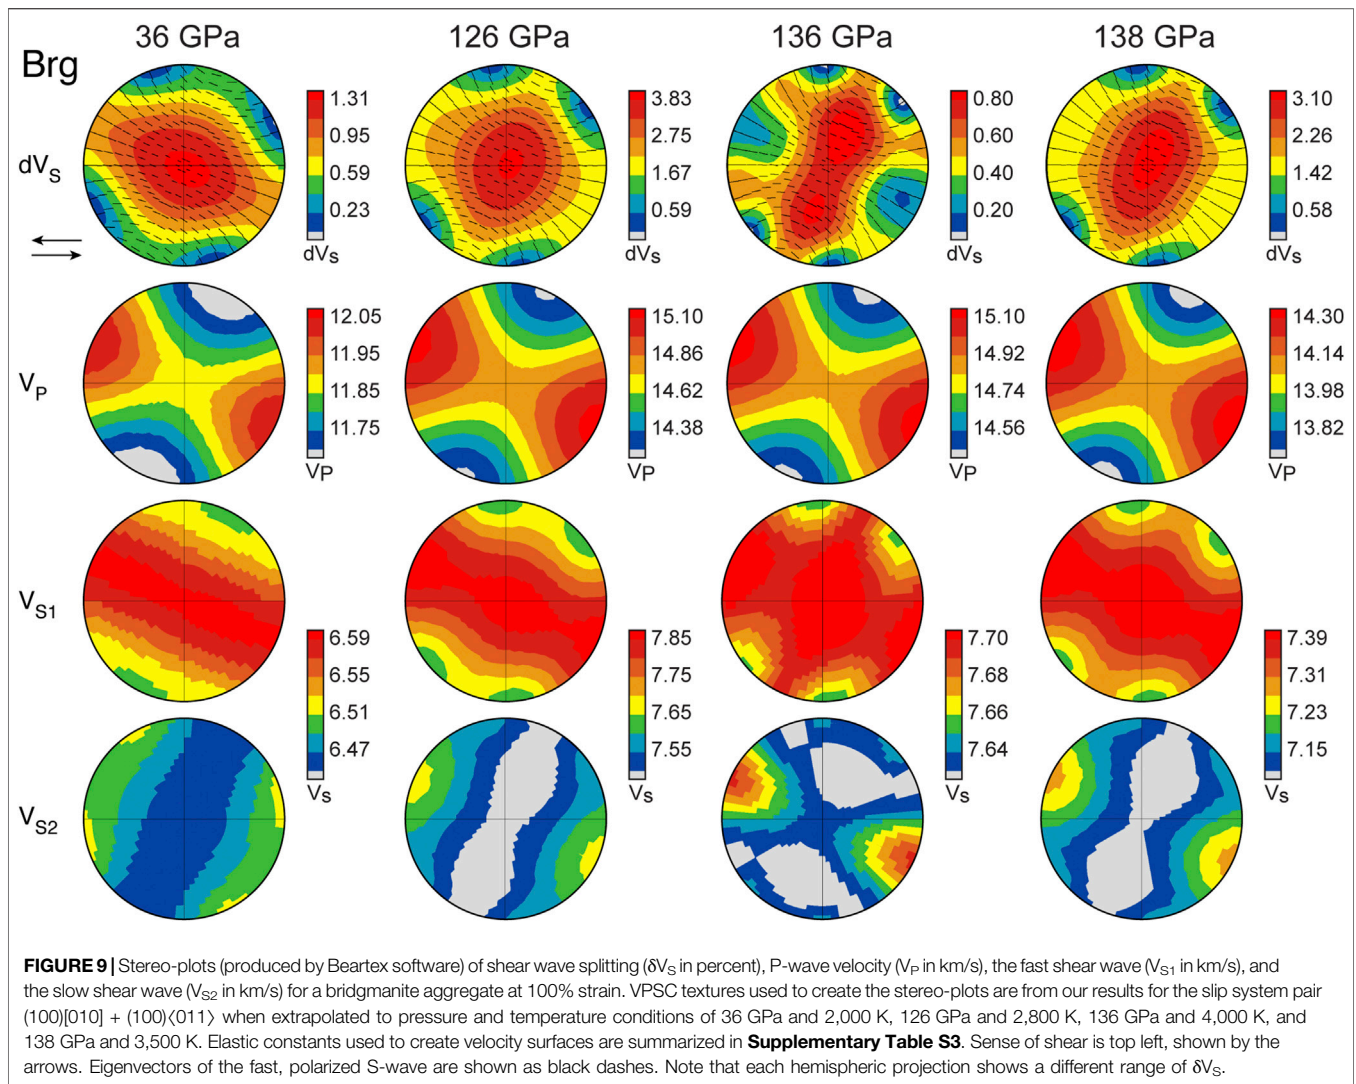 36 GPa 126 GPa 136 GPa 138 GPa
Brg
dVS
1.31
0.95
0.59
0.23
dVs
3.83
2.75
1.67
0.59
dVs
0.80
0.60
0.40
0.20
dVs
3.10
2.26
1.42
0.58
dVs
VP
12.05
11.95
11.85
11.75
VP
15.10
14.86
14.62
14.38
VP
15.10
14.92
14.74
14.56
VP
14.30
14.14
13.98
13.82
VP
VS1
6.59
6.55
6.51
6.47
Vs
7.85
7.75
7.65
7.55
Vs
7.70
7.68
7.66
7.64
Vs
7.39
7.31
7.23
7.15
Vs
VS2
FIGURE 9 | Stereo-plots (produced by Beartex software) of shear wave splitting (δVS in percent), P-wave velocity (VP in km/s), the fast shear wave (VS1 in km/s), and
the slow shear wave (VS2 in km/s) for a bridgmanite aggregate at 100% strain. VPSC textures used to create the stereo-plots are from our results for the slip system pair
(100)[010] + (100)⟨011⟩ when extrapolated to pressure and temperature conditions of 36 GPa and 2,000 K, 126 GPa and 2,800 K, 136 GPa and 4,000 K, and
138 GPa and 3,500 K. Elastic constants used to create velocity surfaces are summarized in Supplementary Table S3. Sense of shear is top left, shown by the
arrows. Eigenvectors of the fast, polarized S-wave are shown as black dashes. Note that each hemispheric projection shows a different range of δVS.